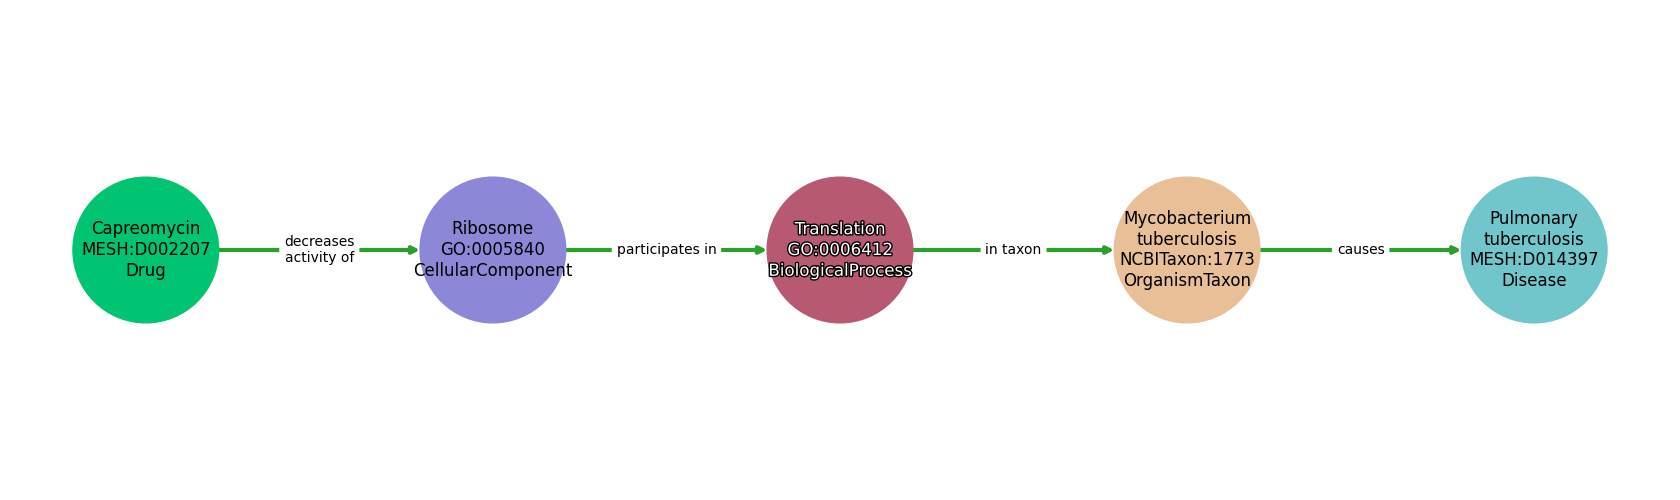 Capreomycin
MESH:D002207
Drug
decreases
activity of
Ribosome
GO:0005840
CellularComponent
participates in
Translation
GO:0006412
BiologicalProcess
in taxon
Mycobacterium
tuberculosis
NCBITaxon:1773
OrganismTaxon
causes
Pulmonary
tuberculosis
MESH:D014397
Disease